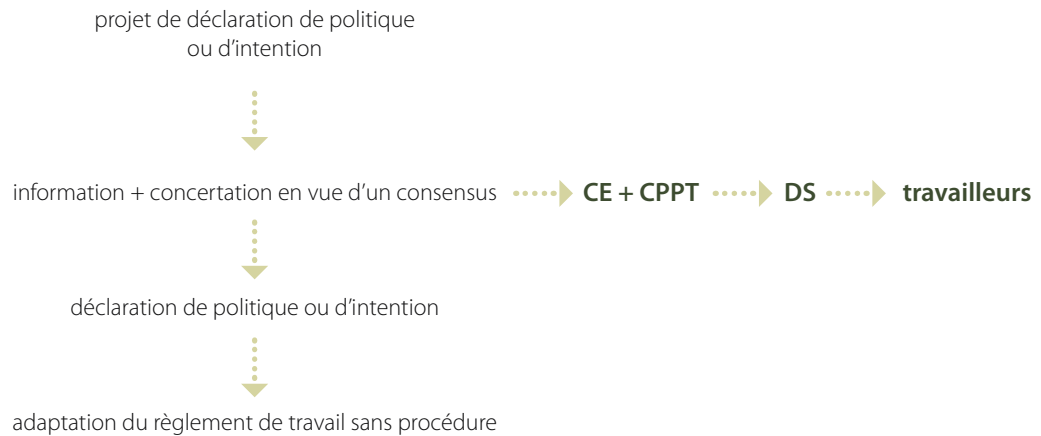 projet de déclaration de politique
ou d’intention
information + concertation en vue d’un consensus CE + CPPT DS travailleurs
déclaration de politique ou d’intention
adaptation du règlement de travail sans procédure